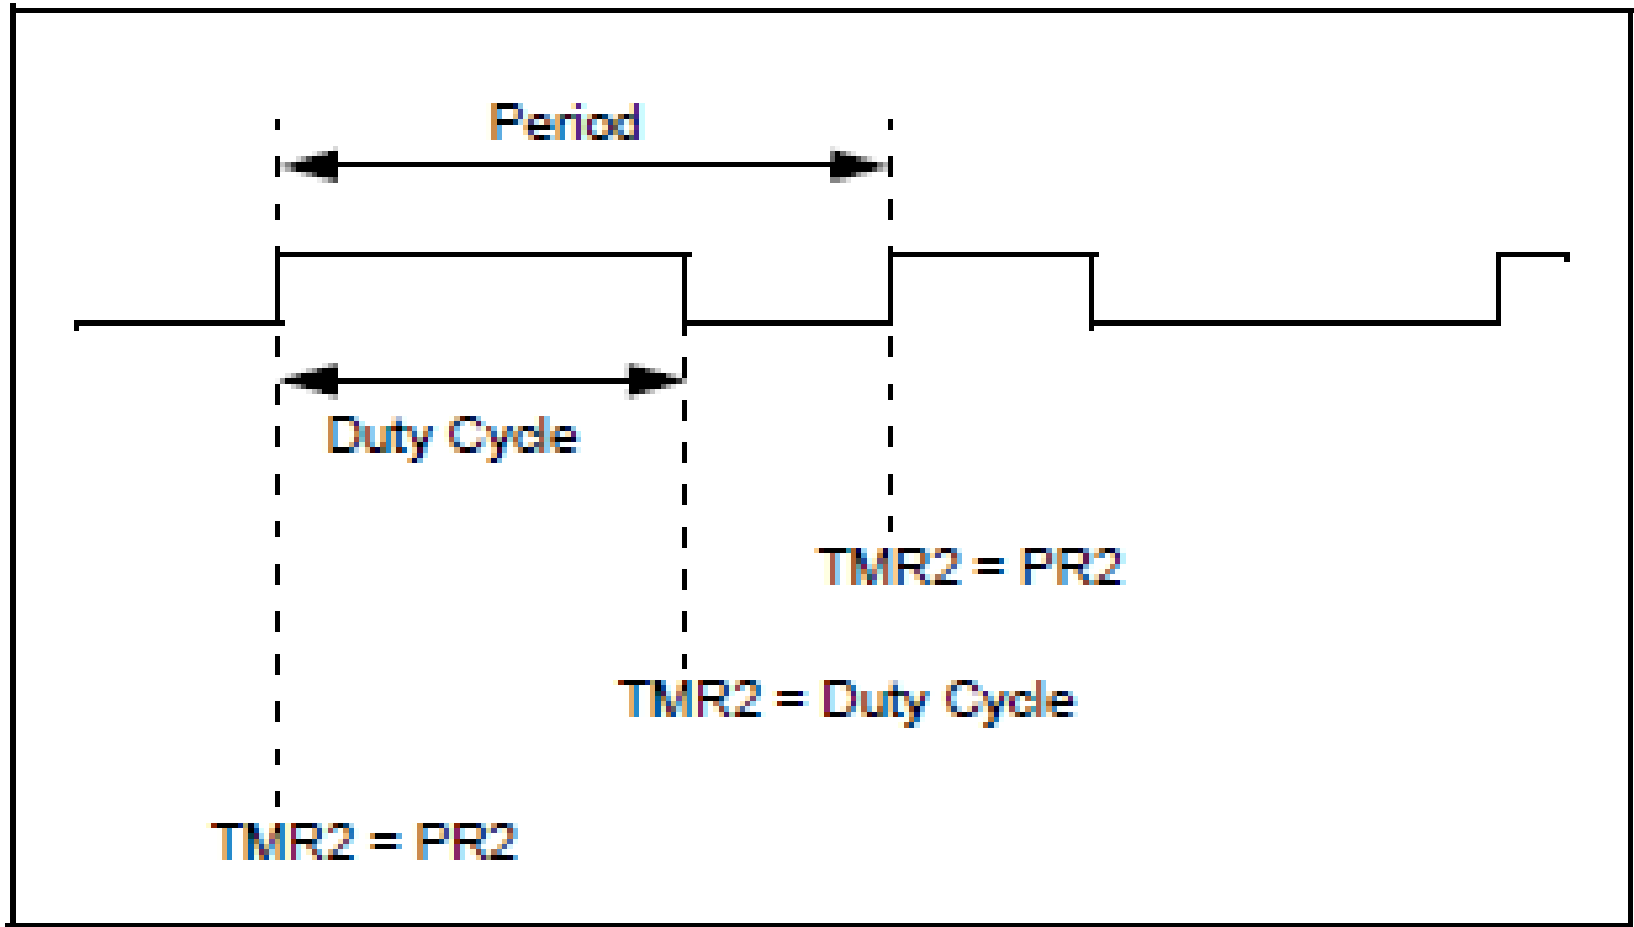 Period
Duty Cycle
TMR2 = PR2
TMR2 = Duty Cycle
TMR2 = PR2